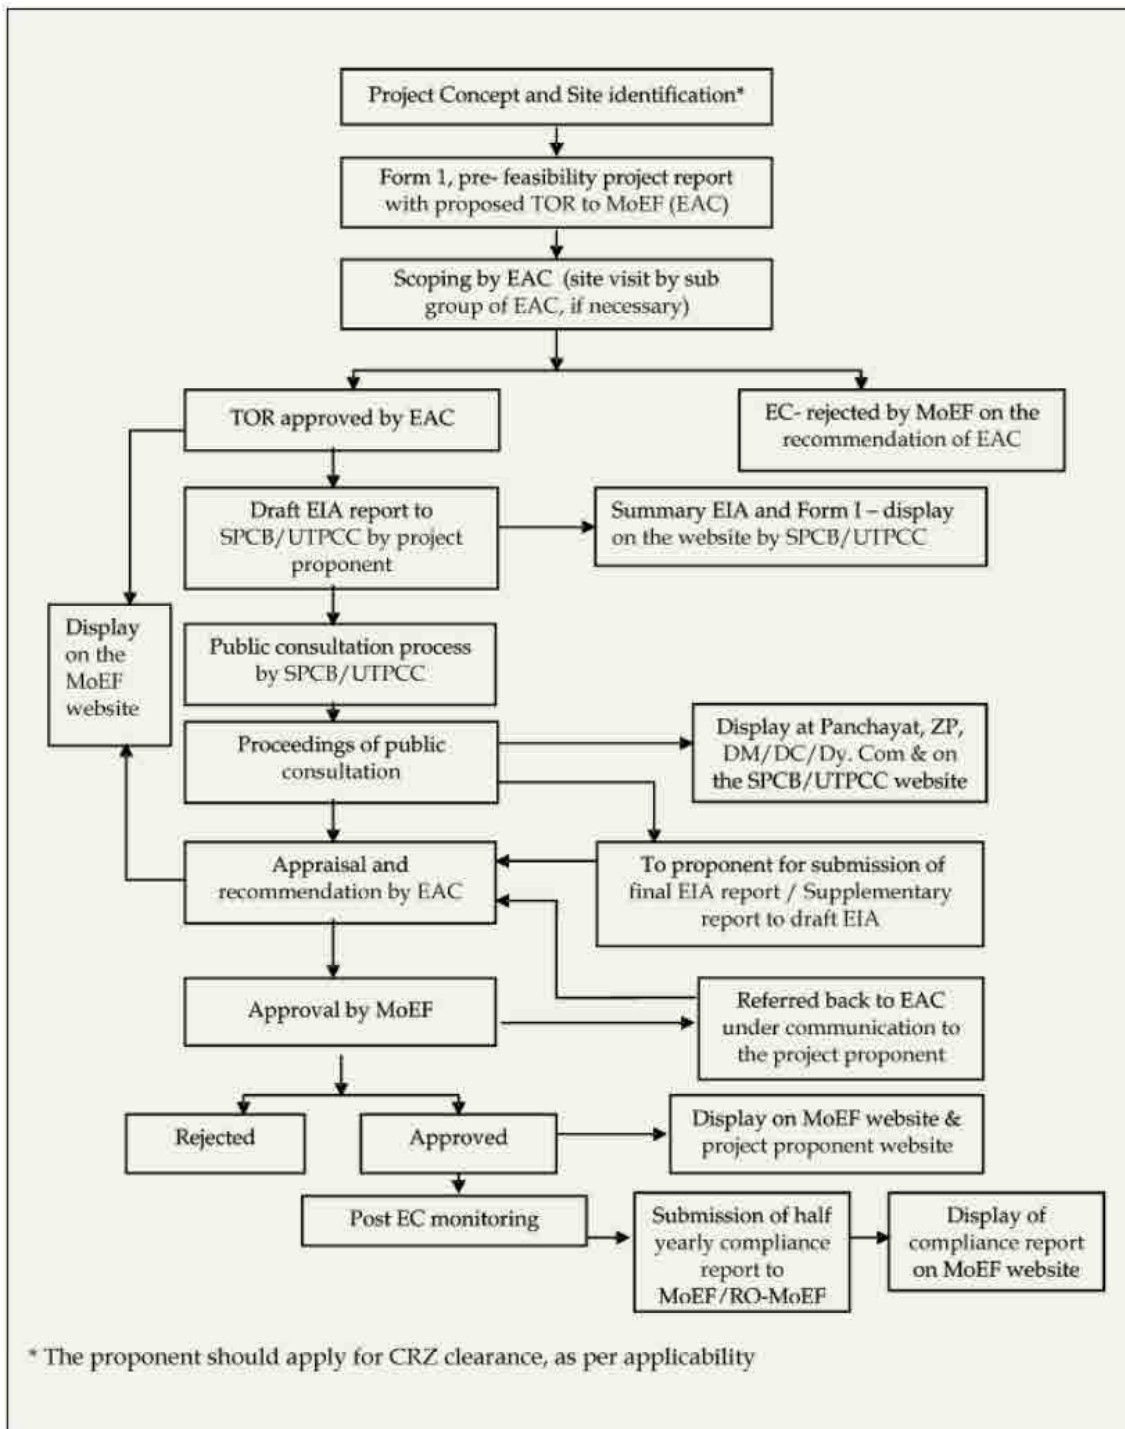 Project Concept and Site identification*
Form 1, pre- feasibility project report
with proposed TOR to MoEF (EAC)
Scoping by EAC (site visit by sub
group of EAC, if necessary)
TOR approved by EAC
EC- rejected by MoEF on the
recommendation of EAC
Draft EIA report to
SPCB/UTPCC by project
proponent
Summary EIA and Form I – display
on the website by SPCB/UTPCC
Display
on the
MoEF
website
Public consultation process
by SPCB/UTPCC
Proceedings of public
consultation
Display at Panchayat, ZP,
DM/DC/Dy. Com & on
the SPCB/UTPCC website
Appraisal and
recommendation by EAC
To proponent for submission of
final EIA report / Supplementary
report to draft EIA
Approval by MoEF
Referred back to EAC
under communication to
the project proponent
Rejected
Approved
Display on MoEF website &
project proponent website
Post EC monitoring
Submission of half
yearly compliance
report to
MoEF/RO-MoEF
Display of
compliance report
on MoEF website
* The proponent should apply for CRZ clearance, as per applicability